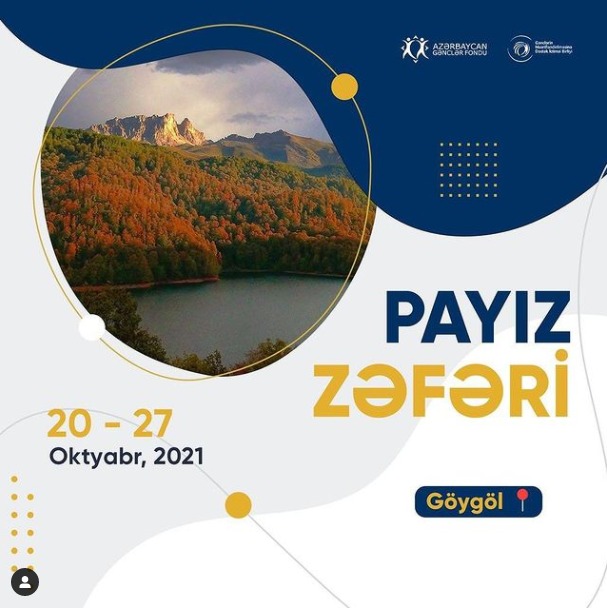 AZƏRBAYCAN
GƏNCLƏR FONDU
PAYIZ
ZƏFƏRİ
20 - 27
Oktyabr, 2021
Göygöl